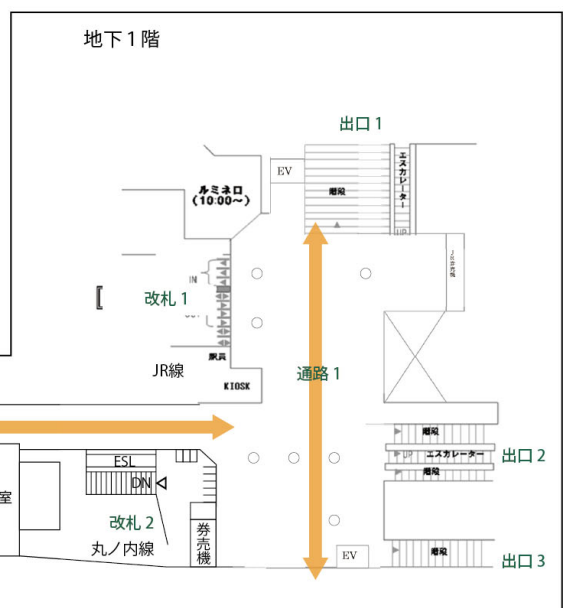 地下1階
出口 1
EV
エスカレーター
階段
ルミネ口
(10:00～)
UP
IN
改札 1
駅員
JR線
KIOSK
通路 1
階段
UP エスカレーター
階段
出口 2
ESL
DN
室
改札 2
丸ノ内線
券売機
EV
階段
出口 3